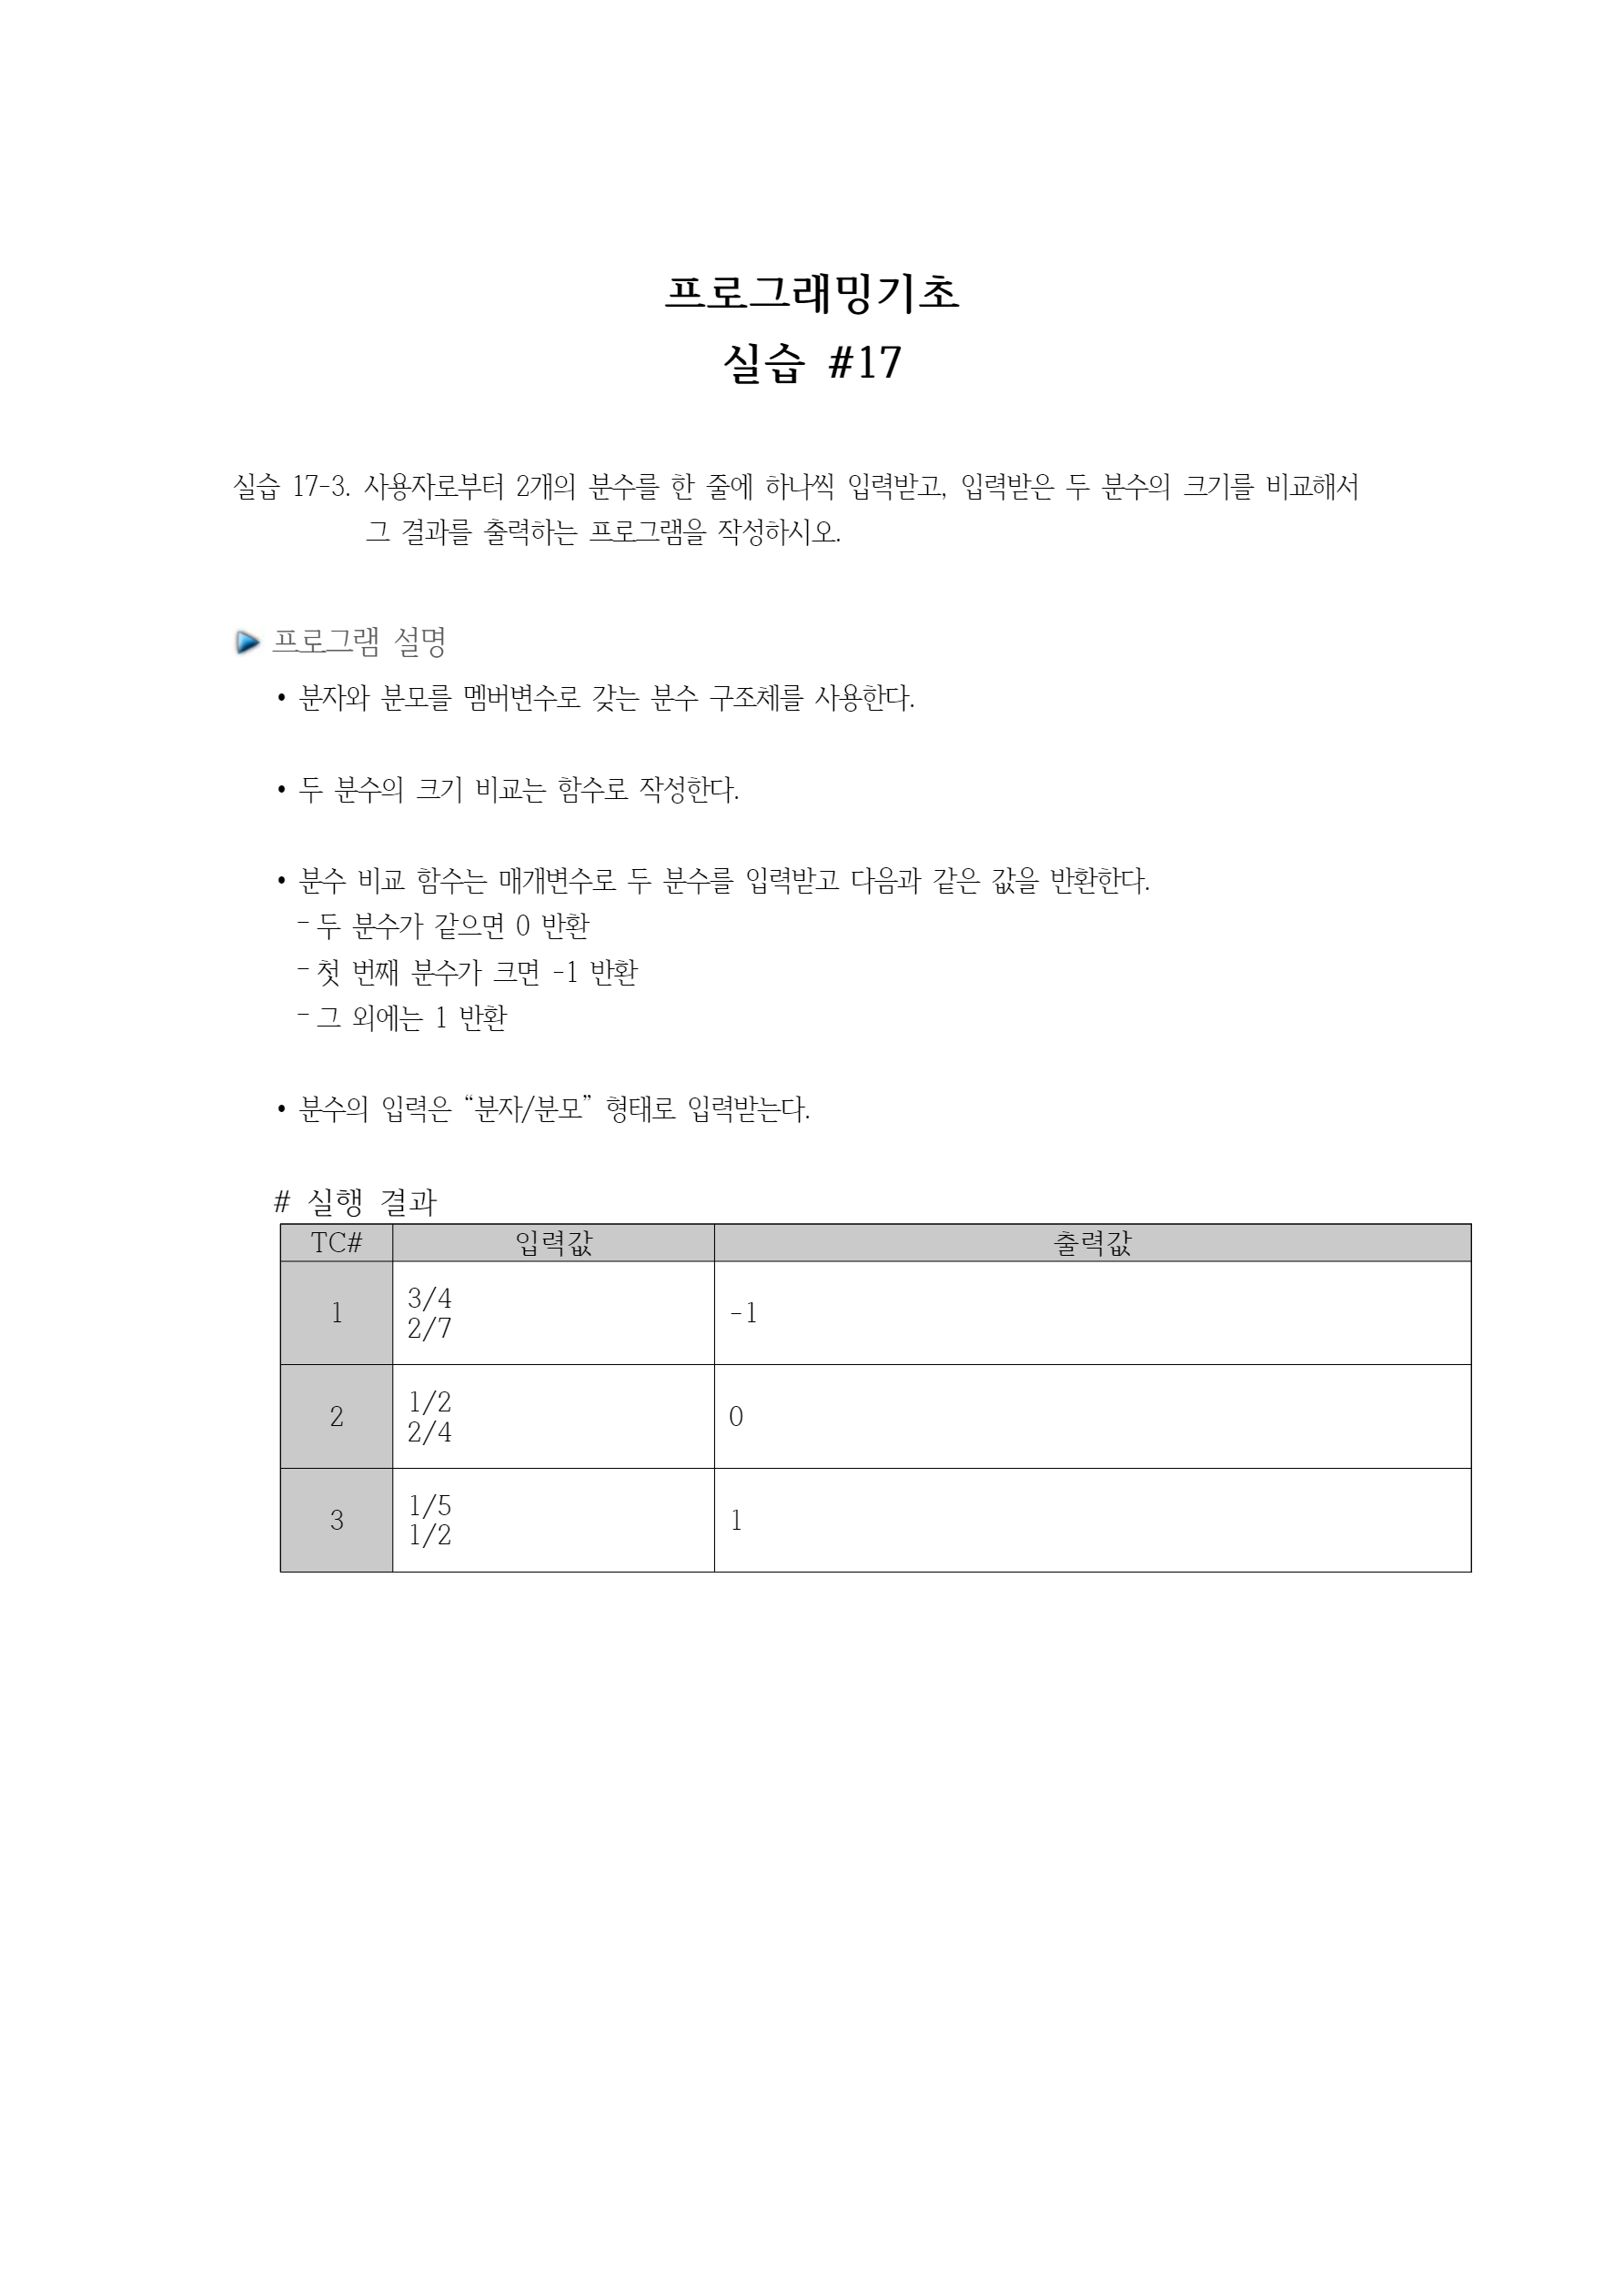 프로그래밍기초
실습 #17
실습 17-3. 사용자로부터 2개의 분수를 한 줄에 하나씩 입력받고, 입력받은 두 분수의 크기를 비교해서
그 결과를 출력하는 프로그램을 작성하시오.
프로그램 설명
• 분자와 분모를 멤버변수로 갖는 분수 구조체를 사용한다.
• 두 분수의 크기 비교는 함수로 작성한다.
• 분수 비교 함수는 매개변수로 두 분수를 입력받고 다음과 같은 값을 반환한다.
- 두 분수가 같으면 0 반환
- 첫 번째 분수가 크면 -1 반환
- 그 외에는 1 반환
• 분수의 입력은 “분자/분모” 형태로 입력받는다.
# 실행 결과
TC# 입력값 출력값
1 3/4 -1
2/7
2 1/2 0
2/4
3 1/5 1
1/2